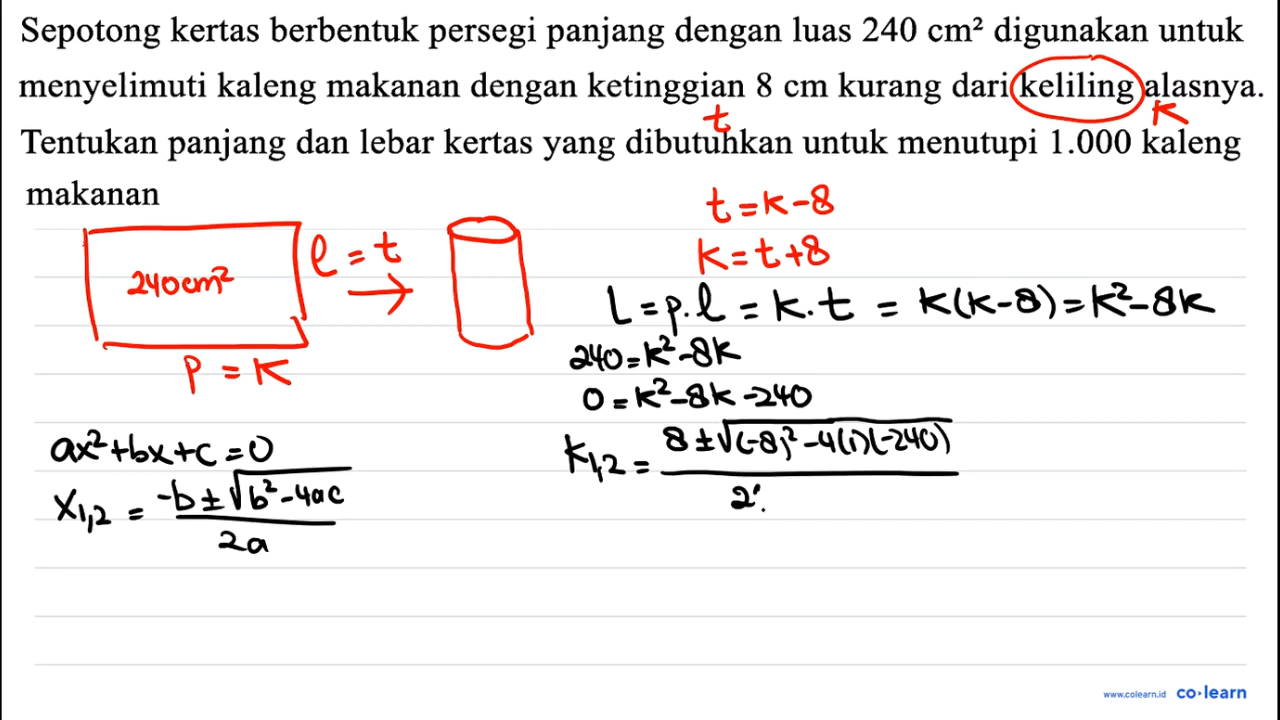 Sepotong kertas berbentuk persegi panjang dengan luas 240 cm² digunakan untuk
menyelimuti kaleng makanan dengan ketinggian 8 cm kurang dari keliling alasnya.
t K
Tentukan panjang dan lebar kertas yang dibutuhkan untuk menutupi 1.000 kaleng
makanan
t = K - 8
K = t + 8
240 cm²
l = t
→
P = K
L = p.l = K.t = K(K-8) = K² - 8K
240 = K² - 8K
0 = K² - 8K - 240
K1,2 = 8 ± √(-8)² - 4(1)(-240)
2.
ax² + bx + c = 0
X1,2 = -b ± √b² - 4ac
2a
www.colearn.id co·learn